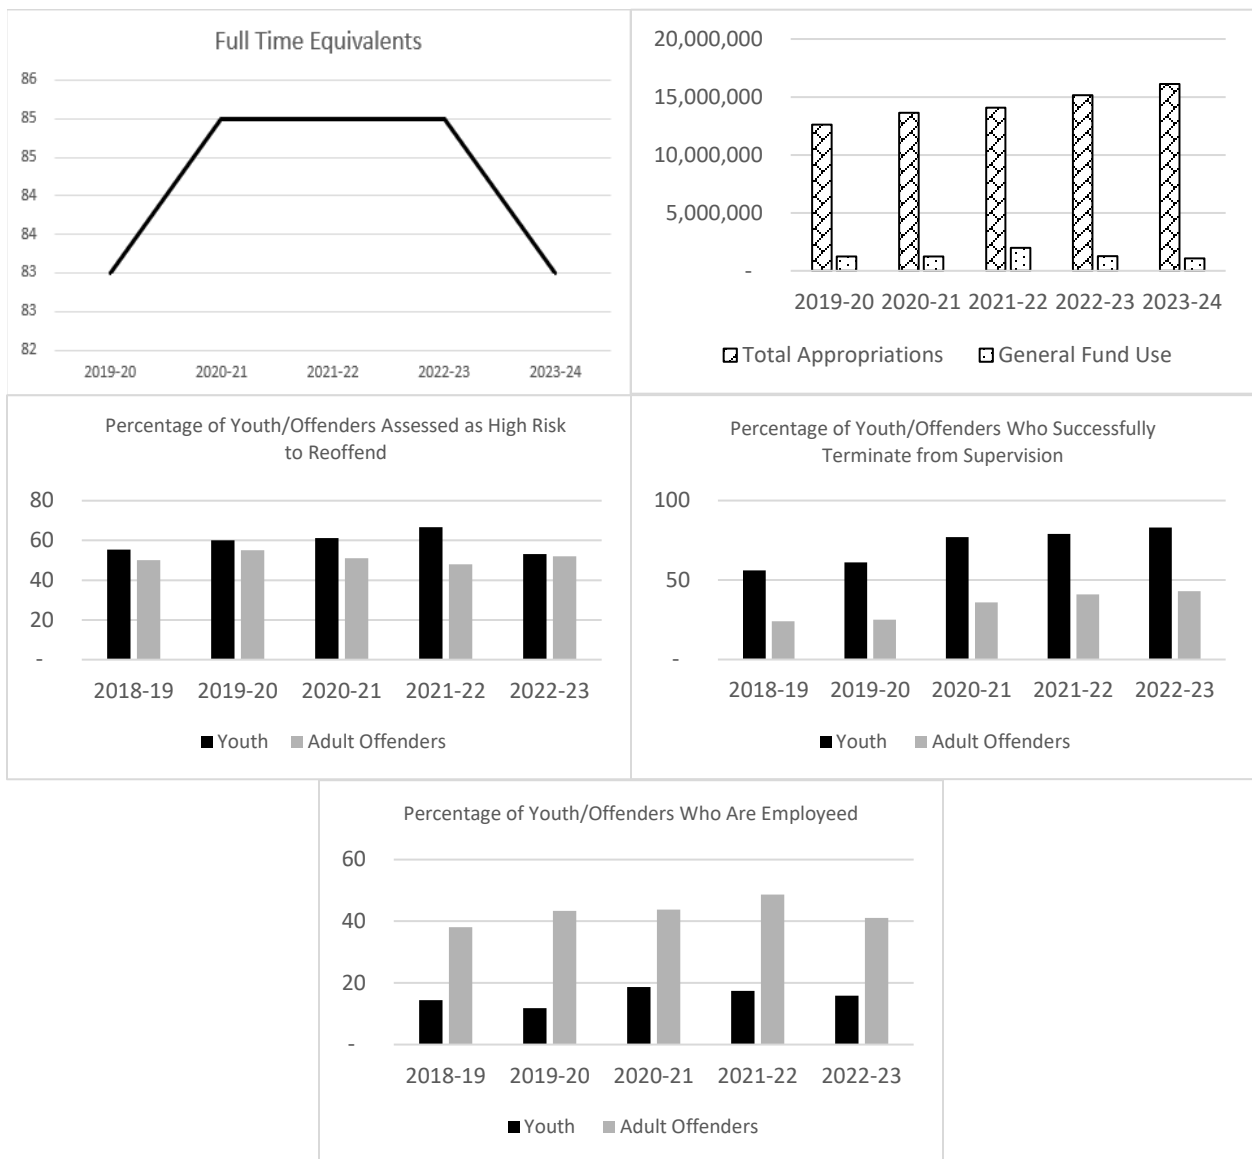 Full Time Equivalents
86
85
85
84
84
83
83
82
2019-20 2020-21 2021-22 2022-23 2023-24
20,000,000
15,000,000
10,000,000
5,000,000
-
2019-20 2020-21 2021-22 2022-23 2023-24
Total Appropriations General Fund Use
Percentage of Youth/Offenders Assessed as High Risk
to Reoffend
80
60
40
20
-
2018-19 2019-20 2020-21 2021-22 2022-23
Youth Adult Offenders
Percentage of Youth/Offenders Who Successfully
Terminate from Supervision
100
50
-
2018-19 2019-20 2020-21 2021-22 2022-23
Youth Adult Offenders
Percentage of Youth/Offenders Who Are Employeed
60
40
20
-
2018-19 2019-20 2020-21 2021-22 2022-23
Youth Adult Offenders